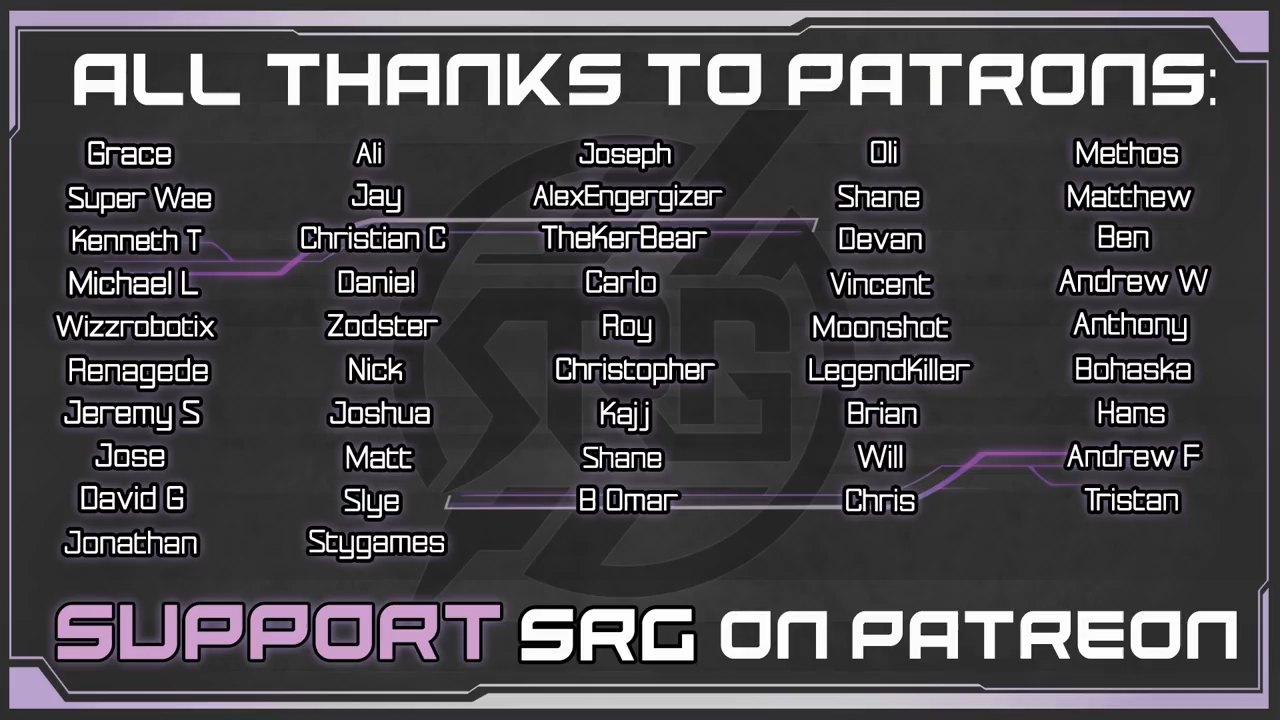 ALL THANKS TO PATRONS:
Grace
Super Wae
Kenneth T
Michael L
Wizzrobotix
Renagede
Jeremy S
Jose
David G
Jonathan
Ali
Jay
Christian C
Daniel
Zodster
Nick
Joshua
Matt
Slye
Stygames
Joseph
AlexEngergizer
TheKerBear
Carlo
Roy
Christopher
Kajj
Shane
B Omar
Oli
Shane
Devan
Vincent
Moonshot
LegendKiller
Brian
Will
Chris
Methos
Matthew
Ben
Andrew W
Anthony
Bohaska
Hans
Andrew F
Tristan
SRG
SUPPORT SRG ON PATREON